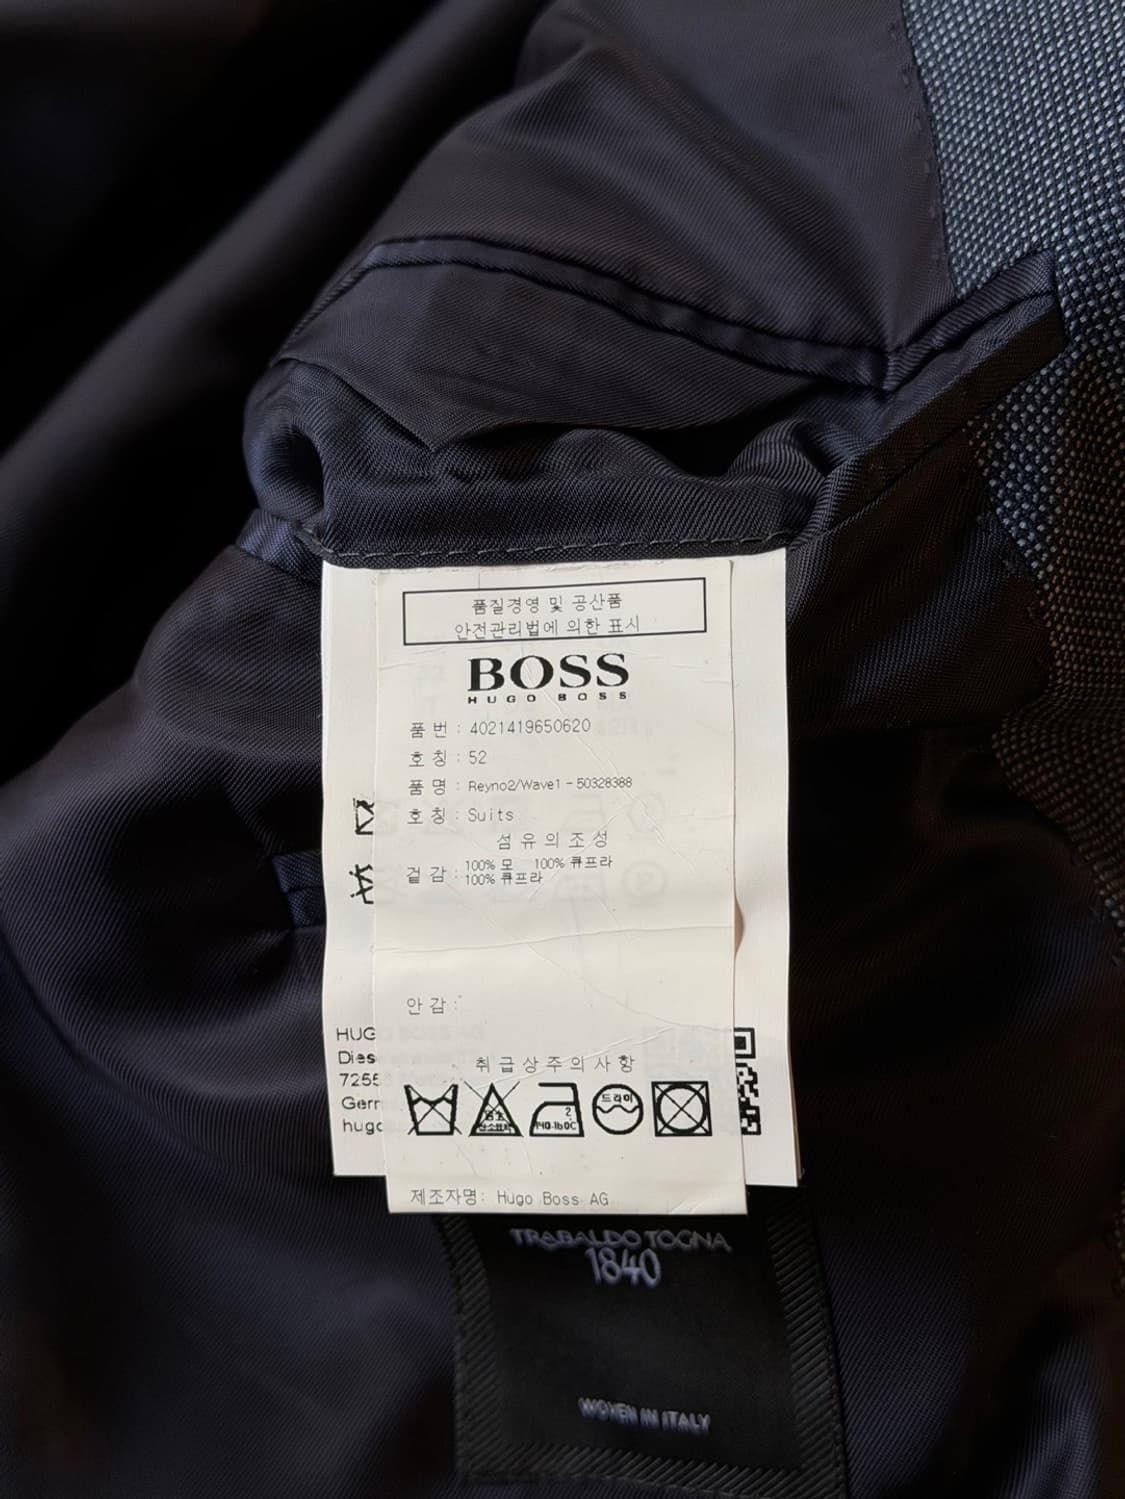 품질경영 및 공산품
안전관리법에 의한 표시
BOSS
HUGO BOSS
품 번 : 4021419650620
호 칭 : 52
품 명 : Reyno2/Wave1 - 50328388
호 칭 : Suits
섬 유 의 조 성
겉 감 : 100% 모 100% 큐프라
100% 큐프라
안 감 :
취 급 상 주 의 사 항
드라이
제조자명: Hugo Boss AG
HUG
Dies
7255
Germ
hugo
TRABALDO TOGNA
1840
WOVEN IN ITALY